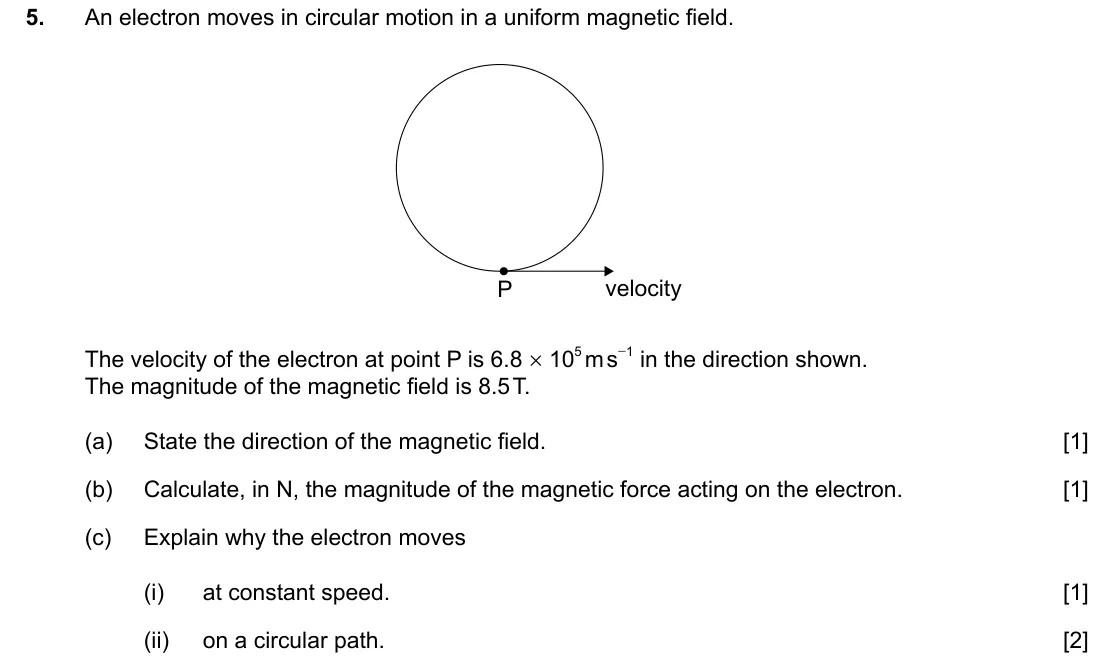 5. An electron moves in circular motion in a uniform magnetic field.
P
velocity
The velocity of the electron at point P is 6.8 × 10⁵ m s⁻¹ in the direction shown.
The magnitude of the magnetic field is 8.5 T.
(a) State the direction of the magnetic field. [1]
(b) Calculate, in N, the magnitude of the magnetic force acting on the electron. [1]
(c) Explain why the electron moves
(i) at constant speed. [1]
(ii) on a circular path. [2]